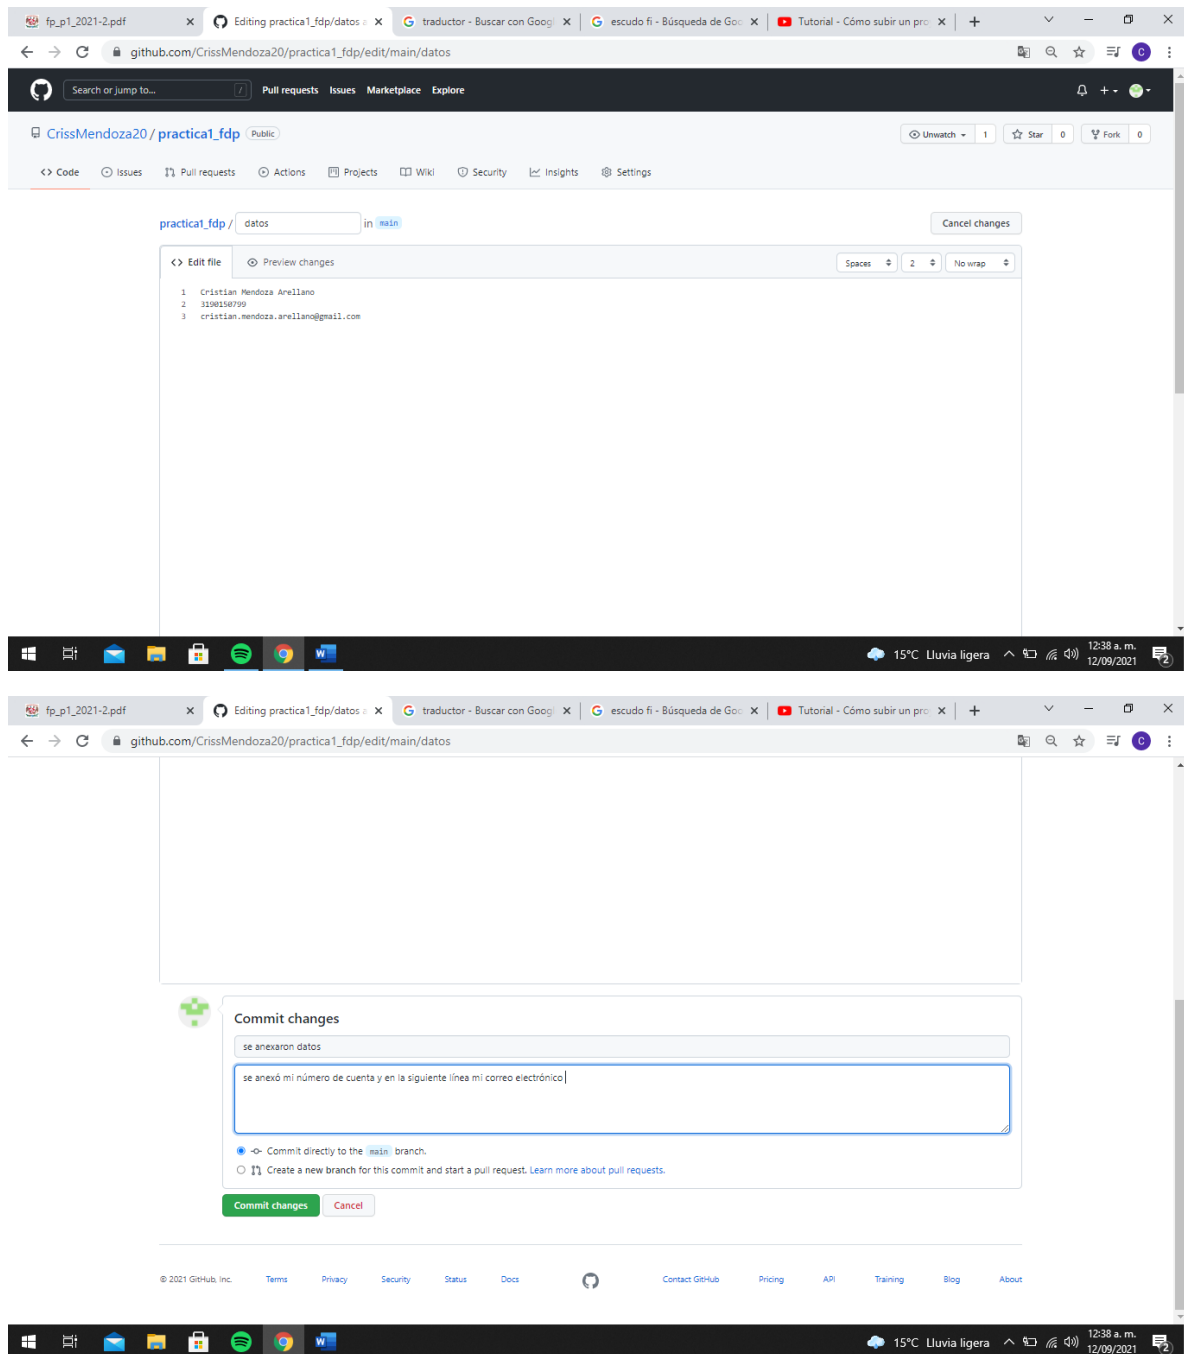 fp_p1_2021-2.pdf
Editing practica1_fdp/datos a
traductor - Buscar con Googl
escudo fi - Búsqueda de Goo
Tutorial - Cómo subir un pro
github.com/CrissMendoza20/practica1_fdp/edit/main/datos
C
Search or jump to...
/
Pull requests Issues Marketplace Explore
CrissMendoza20 / practica1_fdp Public
Unwatch 1
Star 0
Fork 0
<> Code Issues Pull requests Actions Projects Wiki Security Insights Settings
practica1_fdp / datos in main
Cancel changes
<> Edit file Preview changes
Spaces 2 No wrap
1 Cristian Mendoza Arellano
2 3190150799
3 cristian.mendoza.arellano@gmail.com
15°C Lluvia ligera
12:38 a. m.
12/09/2021
2
fp_p1_2021-2.pdf
Editing practica1_fdp/datos a
traductor - Buscar con Googl
escudo fi - Búsqueda de Goo
Tutorial - Cómo subir un pro
github.com/CrissMendoza20/practica1_fdp/edit/main/datos
C
Commit changes
se anexaron datos
se anexó mi número de cuenta y en la siguiente línea mi correo electrónico
Commit directly to the main branch.
Create a new branch for this commit and start a pull request. Learn more about pull requests.
Commit changes Cancel
© 2021 GitHub, Inc. Terms Privacy Security Status Docs Contact GitHub Pricing API Training Blog About
15°C Lluvia ligera
12:38 a. m.
12/09/2021
2